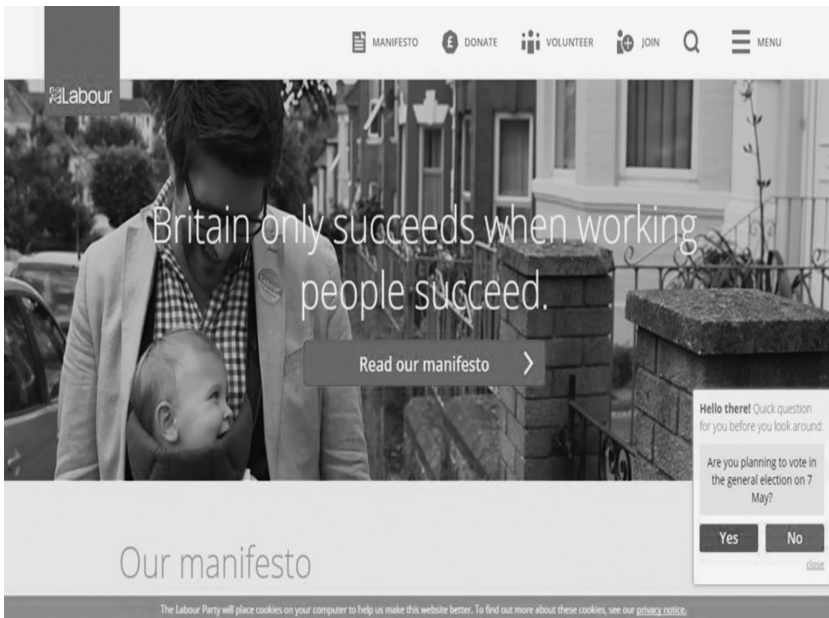 MANIFESTO
DONATE
VOLUNTEER
JOIN
MENU
Labour
Britain only succeeds when working
people succeed.
Read our manifesto
Hello there! Quick question
for you before you look around:
Are you planning to vote in
the general election on 7
May?
Yes
No
close
Our manifesto
The Labour Party will place cookies on your computer to help us make this website better. To find out more about these cookies, see our privacy notice.